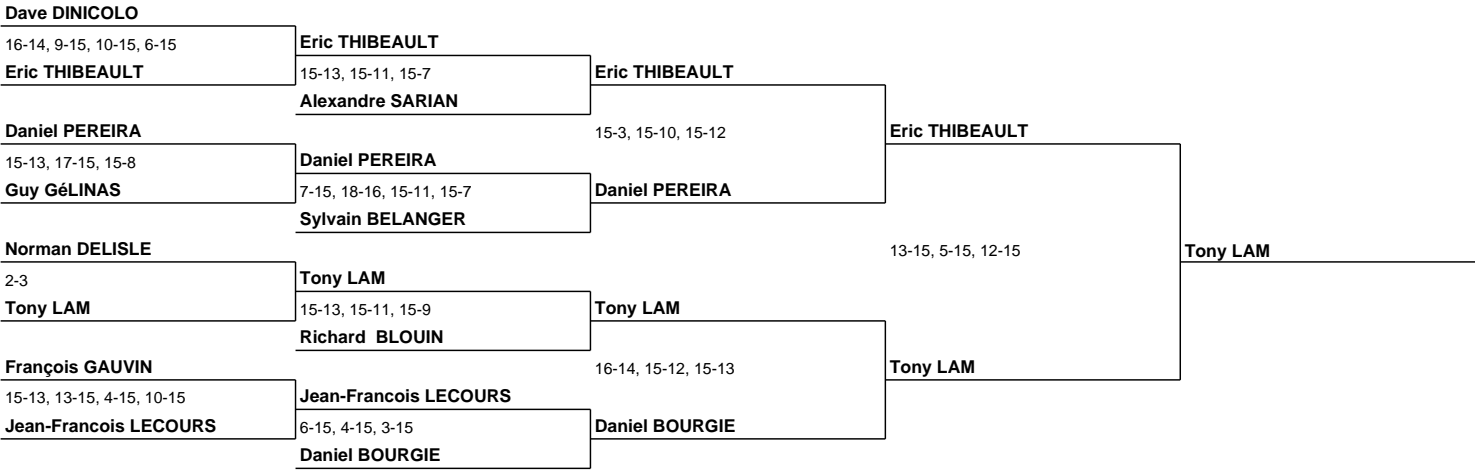 Dave DINICOLO
16-14, 9-15, 10-15, 6-15
Eric THIBEAULT
Eric THIBEAULT
15-13, 15-11, 15-7
Eric THIBEAULT
Alexandre SARIAN
Daniel PEREIRA
15-3, 15-10, 15-12
Eric THIBEAULT
15-13, 17-15, 15-8
Daniel PEREIRA
Guy GéLINAS
7-15, 18-16, 15-11, 15-7
Daniel PEREIRA
Sylvain BELANGER
Norman DELISLE
13-15, 5-15, 12-15
Tony LAM
2-3
Tony LAM
Tony LAM
15-13, 15-11, 15-9
Tony LAM
Richard  BLOUIN
François GAUVIN
16-14, 15-12, 15-13
Tony LAM
15-13, 13-15, 4-15, 10-15
Jean-Francois LECOURS
Jean-Francois LECOURS
6-15, 4-15, 3-15
Daniel BOURGIE
Daniel BOURGIE